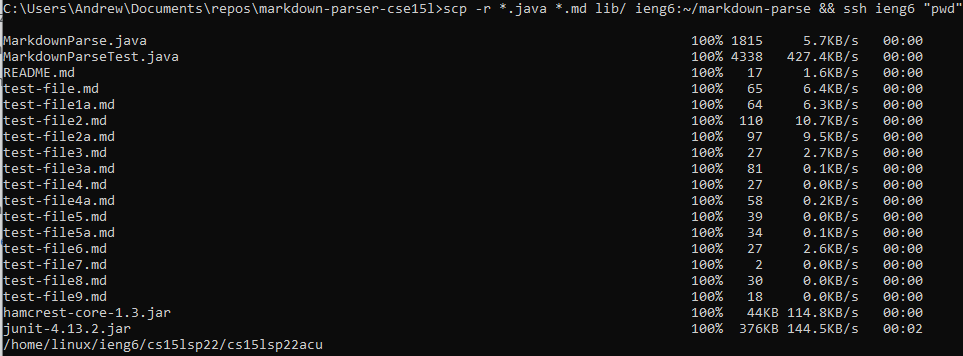 C:\Users\Andrew\Documents\repos\markdown-parser-cse15l>scp -r *.java *.md lib/ ieng6:~/markdown-parse && ssh ieng6 "pwd"
MarkdownParse.java 100% 1815 5.7KB/s 00:00
MarkdownParseTest.java 100% 4338 427.4KB/s 00:00
README.md 100% 17 1.6KB/s 00:00
test-file.md 100% 65 6.4KB/s 00:00
test-file1a.md 100% 64 6.3KB/s 00:00
test-file2.md 100% 110 10.7KB/s 00:00
test-file2a.md 100% 97 9.5KB/s 00:00
test-file3.md 100% 27 2.7KB/s 00:00
test-file3a.md 100% 81 0.1KB/s 00:00
test-file4.md 100% 27 0.0KB/s 00:00
test-file4a.md 100% 58 0.2KB/s 00:00
test-file5.md 100% 39 0.0KB/s 00:00
test-file5a.md 100% 34 0.1KB/s 00:00
test-file6.md 100% 27 2.6KB/s 00:00
test-file7.md 100% 2 0.0KB/s 00:00
test-file8.md 100% 30 0.0KB/s 00:00
test-file9.md 100% 18 0.0KB/s 00:00
hamcrest-core-1.3.jar 100% 44KB 114.8KB/s 00:00
junit-4.13.2.jar 100% 376KB 144.5KB/s 00:02
/home/linux/ieng6/cs15lsp22/cs15lsp22acu